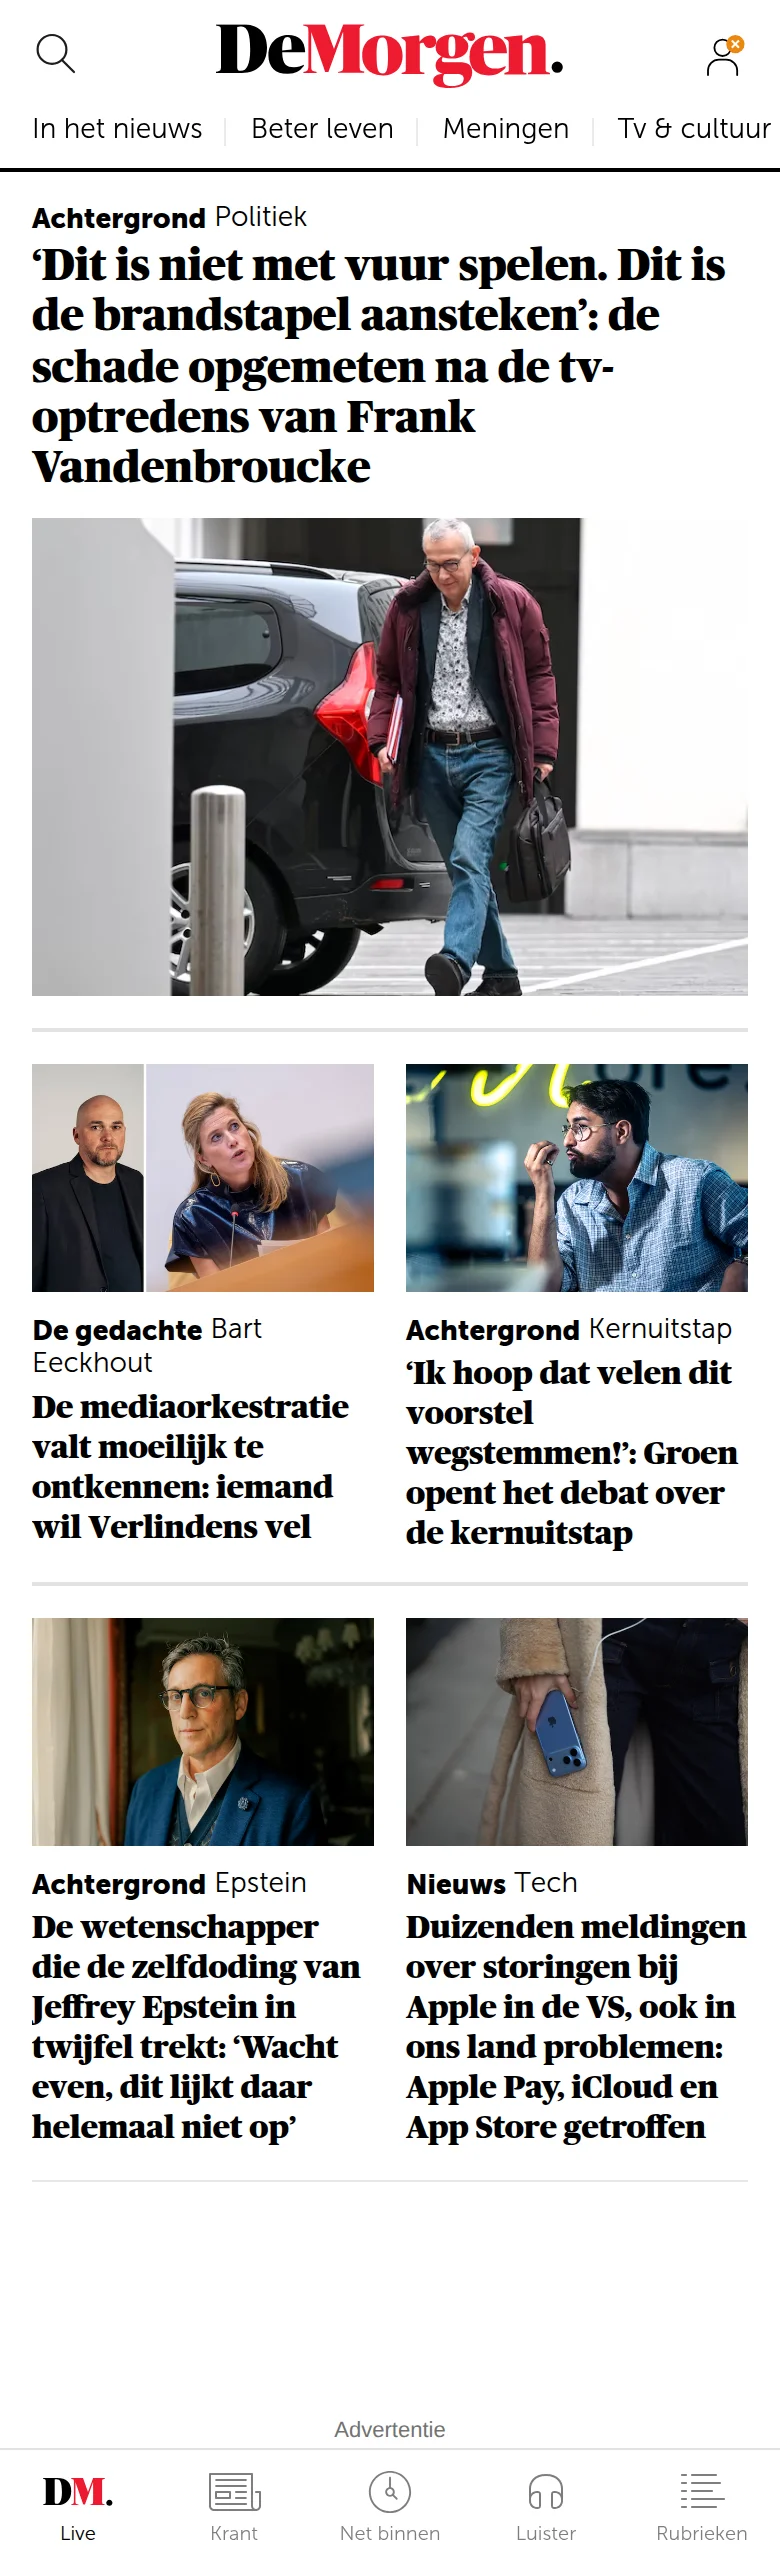 DeMorgen.
In het nieuws
Beter leven
Meningen
Tv & cultuur
Achtergrond Politiek
‘Dit is niet met vuur spelen. Dit is
de brandstapel aansteken’: de
schade opgemeten na de tv-
optredens van Frank
Vandenbroucke
De gedachte Bart
Eeckhout
De mediaorkestratie
valt moeilijk te
ontkennen: iemand
wil Verlindens vel
Achtergrond Kernuitstap
‘Ik hoop dat velen dit
voorstel
wegstemmen!’: Groen
opent het debat over
de kernuitstap
Achtergrond Epstein
De wetenschapper
die de zelfdoding van
Jeffrey Epstein in
twijfel trekt: ‘Wacht
even, dit lijkt daar
helemaal niet op’
Nieuws Tech
Duizenden meldingen
over storingen bij
Apple in de VS, ook in
ons land problemen:
Apple Pay, iCloud en
App Store getroffen
Advertentie
DM.
Live
Krant
Net binnen
Luister
Rubrieken